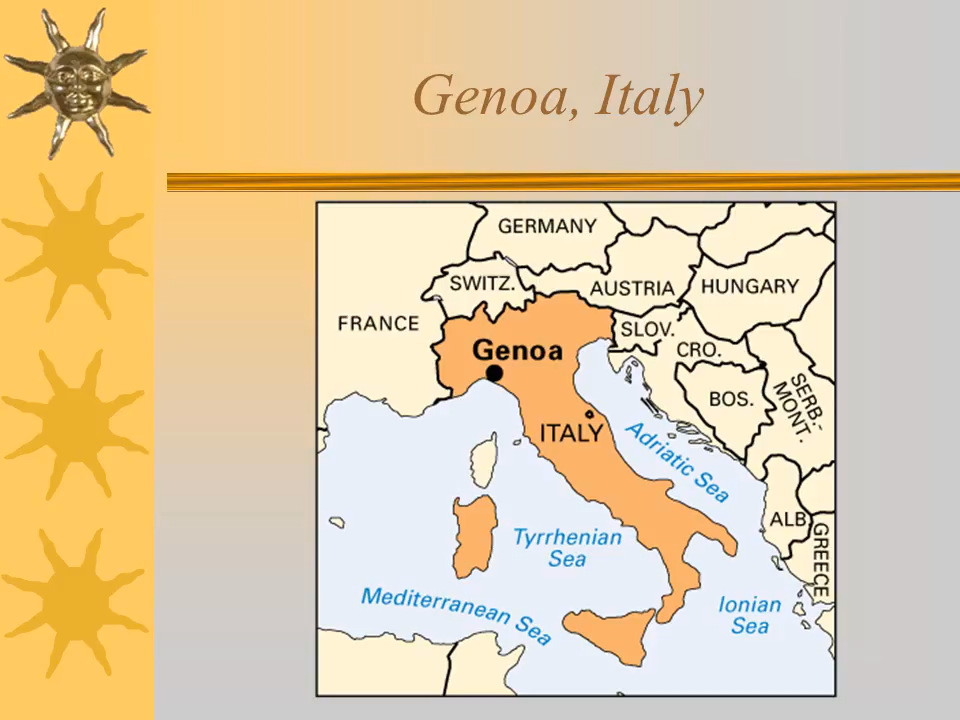 Genoa, Italy
GERMANY
SWITZ.
AUSTRIA
HUNGARY
FRANCE
SLOV.
CRO.
Genoa
BOS.
SERB.-
MONT.
ITALY
Adriatic Sea
ALB.
GREECE
Tyrrhenian
Sea
Mediterranean Sea
Ionian
Sea